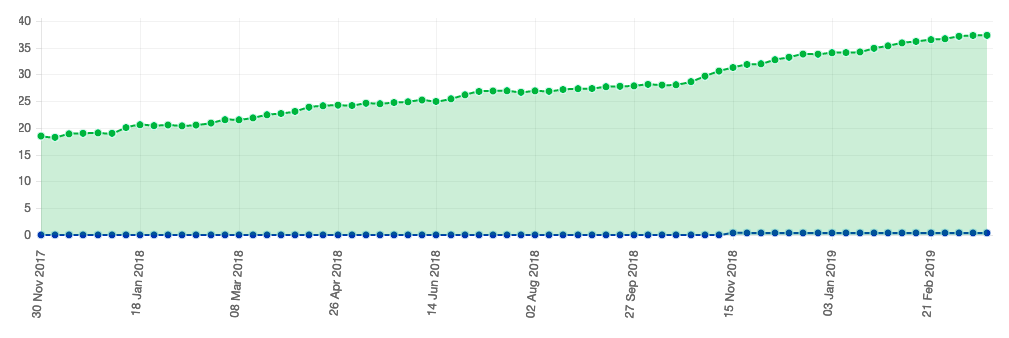 40
35
30
25
20
15
10
5
0
30 Nov 2017
18 Jan 2018
08 Mar 2018
26 Apr 2018
14 Jun 2018
02 Aug 2018
27 Sep 2018
15 Nov 2018
03 Jan 2019
21 Feb 2019